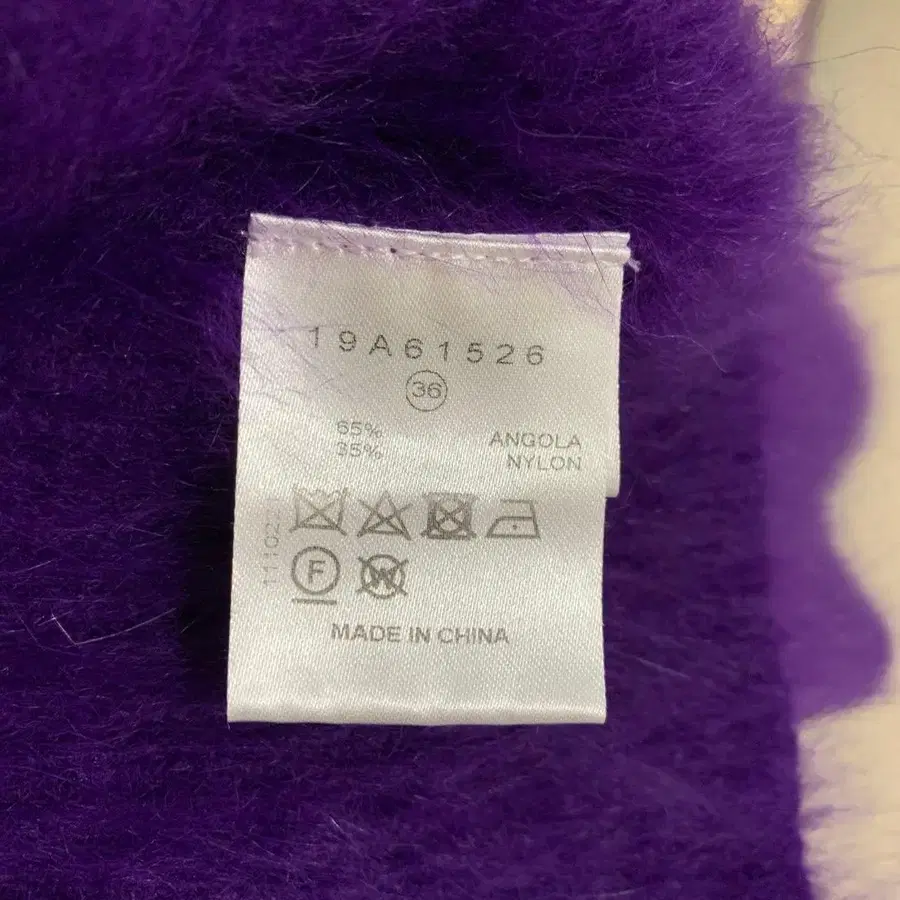 19A61526
36
65% ANGOLA
35% NYLON
F
W
MADE IN CHINA